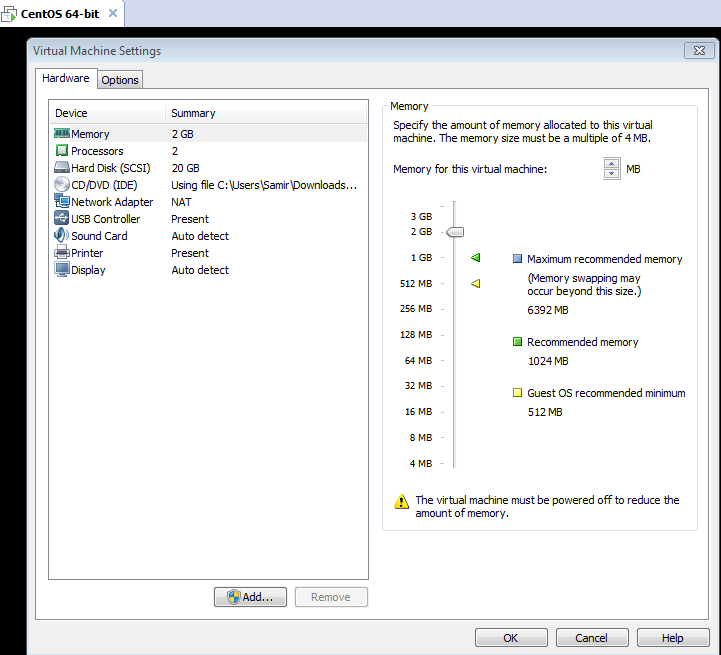 CentOS 64-bit
Virtual Machine Settings
Hardware
Options
Device Summary
Memory 2 GB
Processors 2
Hard Disk (SCSI) 20 GB
CD/DVD (IDE) Using file C:\Users\Samir\Downloads...
Network Adapter NAT
USB Controller Present
Sound Card Auto detect
Printer Present
Display Auto detect
Add...
Remove
Memory
Specify the amount of memory allocated to this virtual
machine. The memory size must be a multiple of 4 MB.
Memory for this virtual machine: MB
3 GB
2 GB
1 GB
512 MB
256 MB
128 MB
64 MB
32 MB
16 MB
8 MB
4 MB
Maximum recommended memory
(Memory swapping may
occur beyond this size.)
6392 MB
Recommended memory
1024 MB
Guest OS recommended minimum
512 MB
The virtual machine must be powered off to reduce the
amount of memory.
OK
Cancel
Help